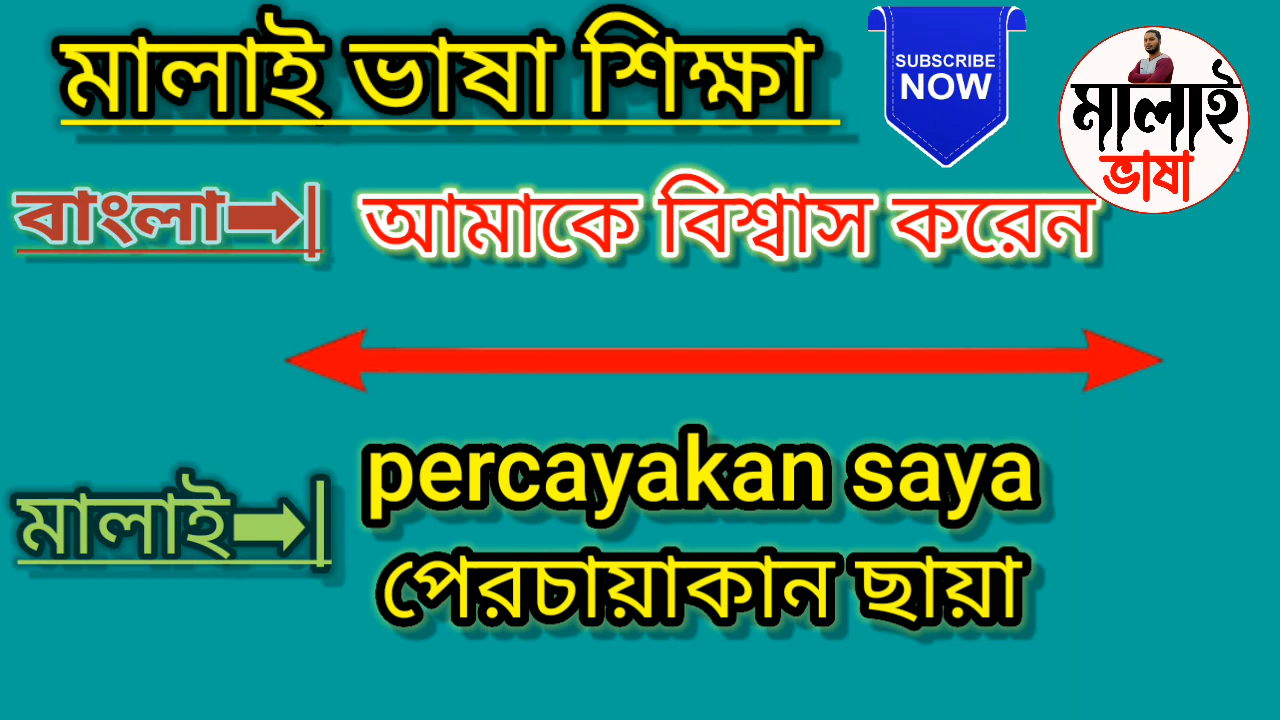 মালাই ভাষা শিক্ষা
SUBSCRIBE
NOW
মালাই
ভাষা
বাংলা➡|
আমাকে বিশ্বাস করেন
মালাই➡|
percayakan saya
পেরচায়াকান ছায়া